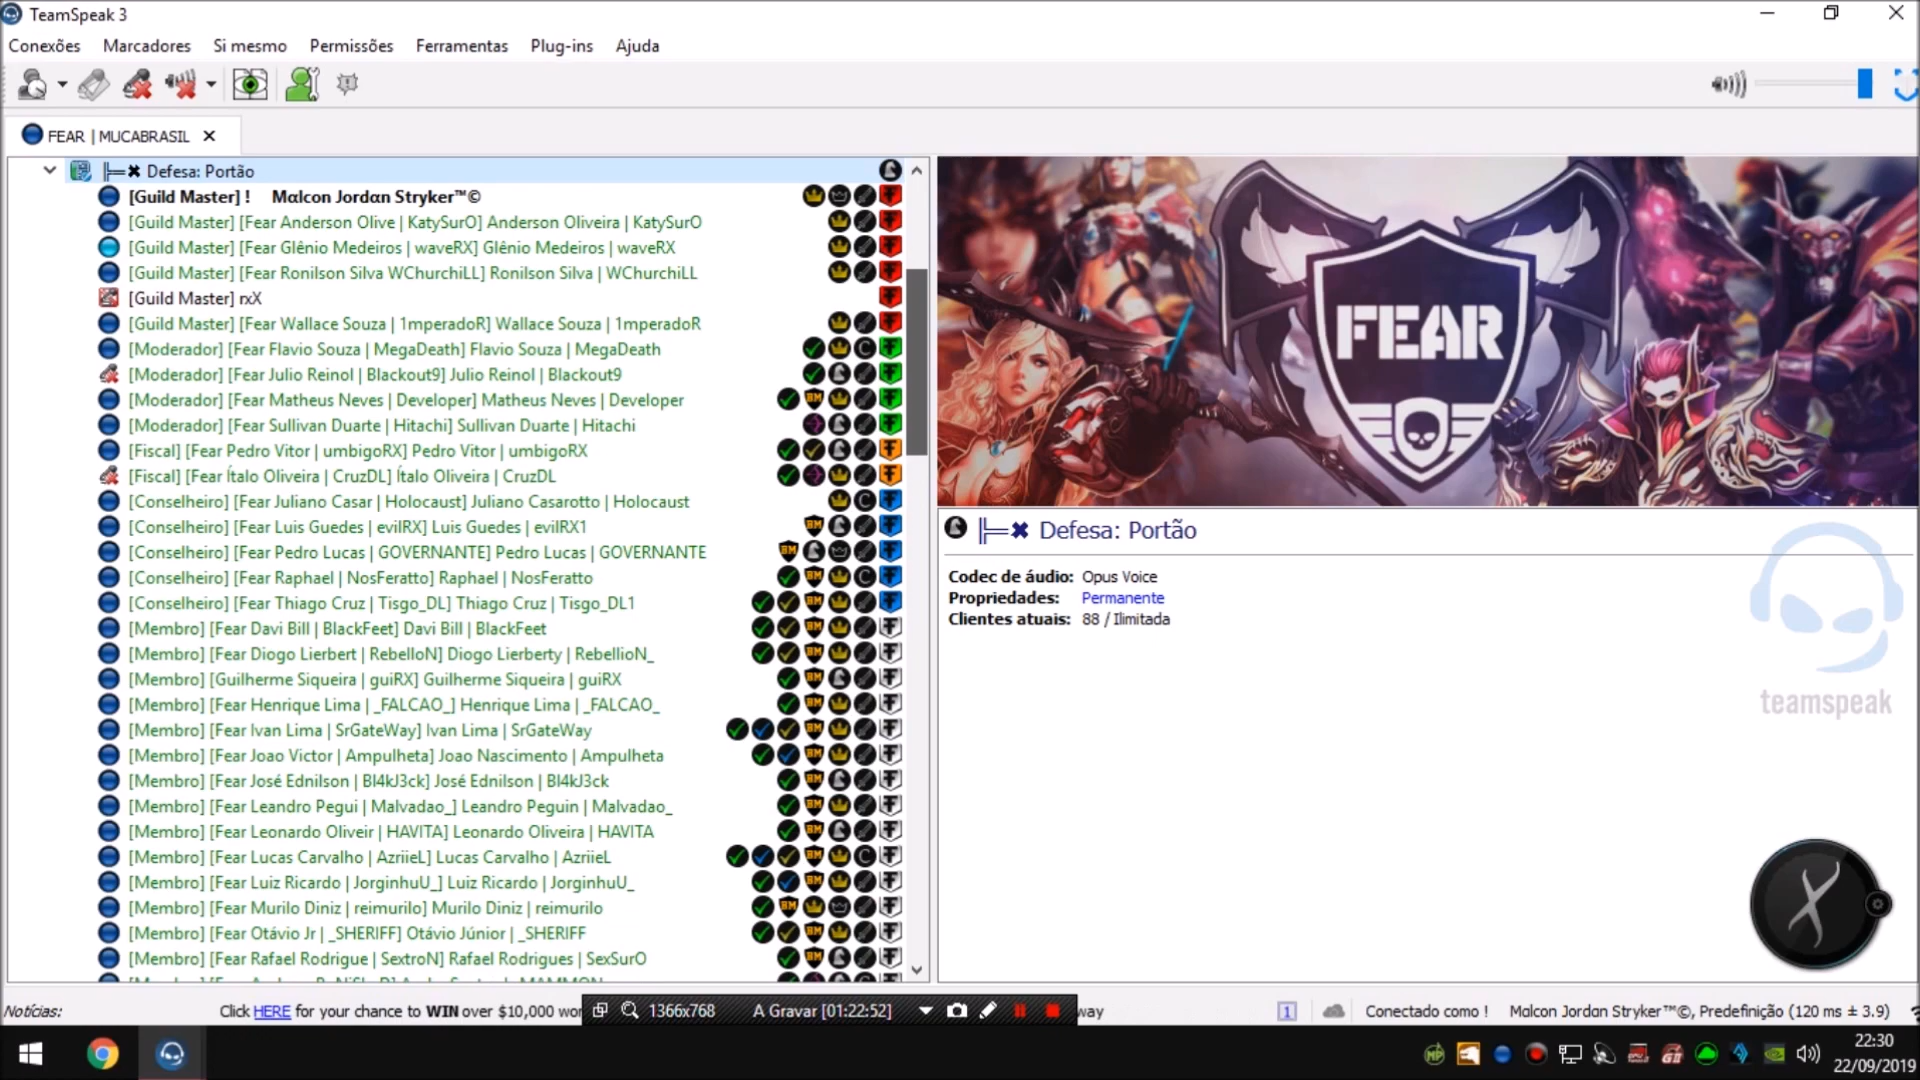 TeamSpeak 3
Conexões Marcadores Si mesmo Permissões Ferramentas Plug-ins Ajuda
FEAR | MUCABRASIL
Defesa: Portão
[Guild Master] ! Mαlcon Jordαn Stryker™©
[Guild Master] [Fear Anderson Olive | KatySurO] Anderson Oliveira | KatySurO
[Guild Master] [Fear Glênio Medeiros | waveRX] Glênio Medeiros | waveRX
[Guild Master] [Fear Ronilson Silva WChurchiLL] Ronilson Silva | WChurchiLL
[Guild Master] rxX
[Guild Master] [Fear Wallace Souza | 1mperadoR] Wallace Souza | 1mperadoR
[Moderador] [Fear Flavio Souza | MegaDeath] Flavio Souza | MegaDeath
[Moderador] [Fear Julio Reinol | Blackout9] Julio Reinol | Blackout9
[Moderador] [Fear Matheus Neves | Developer] Matheus Neves | Developer
[Moderador] [Fear Sullivan Duarte | Hitachi] Sullivan Duarte | Hitachi
[Fiscal] [Fear Pedro Vitor | umbigoRX] Pedro Vitor | umbigoRX
[Fiscal] [Fear Ítalo Oliveira | CruzDL] Ítalo Oliveira | CruzDL
[Conselheiro] [Fear Juliano Casar | Holocaust] Juliano Casarotto | Holocaust
[Conselheiro] [Fear Luis Guedes | evilRX] Luis Guedes | evilRX1
[Conselheiro] [Fear Pedro Lucas | GOVERNANTE] Pedro Lucas | GOVERNANTE
[Conselheiro] [Fear Raphael | NosFeratto] Raphael | NosFeratto
[Conselheiro] [Fear Thiago Cruz | Tisgo_DL] Thiago Cruz | Tisgo_DL1
[Membro] [Fear Davi Bill | BlackFeet] Davi Bill | BlackFeet
[Membro] [Fear Diogo Lierbert | RebelloN] Diogo Lierberty | RebellioN_
[Membro] [Guilherme Siqueira | guiRX] Guilherme Siqueira | guiRX
[Membro] [Fear Henrique Lima | _FALCAO_] Henrique Lima | _FALCAO_
[Membro] [Fear Ivan Lima | SrGateWay] Ivan Lima | SrGateWay
[Membro] [Fear Joao Victor | Ampulheta] Joao Nascimento | Ampulheta
[Membro] [Fear José Ednilson | Bl4kJ3ck] José Ednilson | Bl4kJ3ck
[Membro] [Fear Leandro Pegui | Malvadao_] Leandro Peguin | Malvadao_
[Membro] [Fear Leonardo Oliveir | HAVITA] Leonardo Oliveira | HAVITA
[Membro] [Fear Lucas Carvalho | AzriieL] Lucas Carvalho | AzriieL
[Membro] [Fear Luiz Ricardo | JorginhuU_] Luiz Ricardo | JorginhuU_
[Membro] [Fear Murilo Diniz | reimurilo] Murilo Diniz | reimurilo
[Membro] [Fear Otávio Jr | _SHERIFF] Otávio Júnior | _SHERIFF
[Membro] [Fear Rafael Rodrigue | SextroN] Rafael Rodrigues | SexSurO
FEAR
Defesa: Portão
Codec de áudio: Opus Voice
Propriedades: Permanente
Clientes atuais: 88 / Ilimitada
teamspeak
Notícias: Click HERE for your chance to WIN over $10,000 wor
1366x768 A Gravar [01:22:52]
way
1
Conectado como ! Mαlcon Jordαn Stryker™©, Predefinição (120 ms ± 3.9)
22:30
22/09/2019